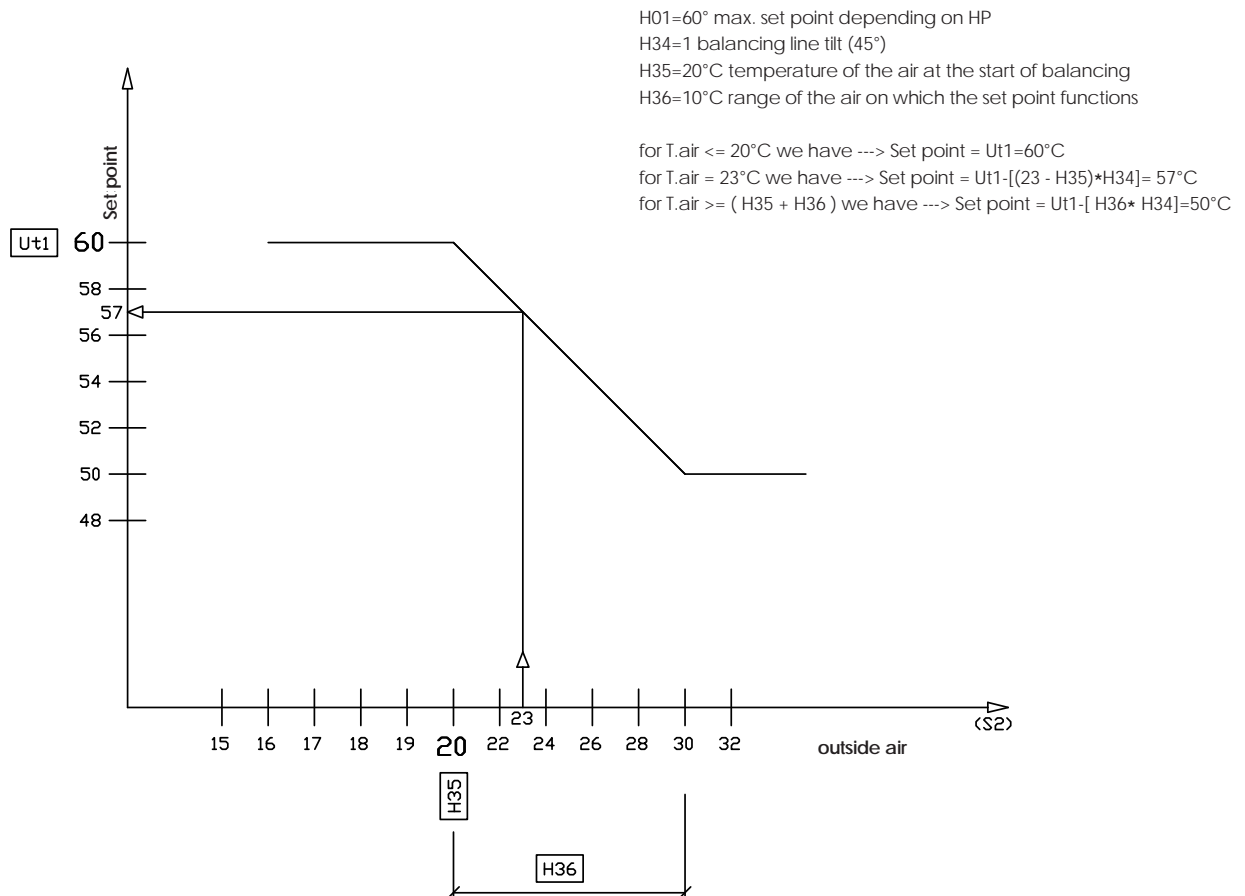 H01=60° max. set point depending on HP
H34=1 balancing line tilt (45°)
H35=20°C temperature of the air at the start of balancing
H36=10°C range of the air on which the set point functions
for T.air <= 20°C we have ---> Set point = Ut1=60°C
for T.air = 23°C we have ---> Set point = Ut1-[(23 - H35)*H34]= 57°C
for T.air >= ( H35 + H36 ) we have ---> Set point = Ut1-[ H36* H34]=50°C
Set point
Ut1 60
58
57
56
54
52
50
48
23
(S2)
15 16 17 18 19 20 22 24 26 28 30 32
outside air
H35
H36